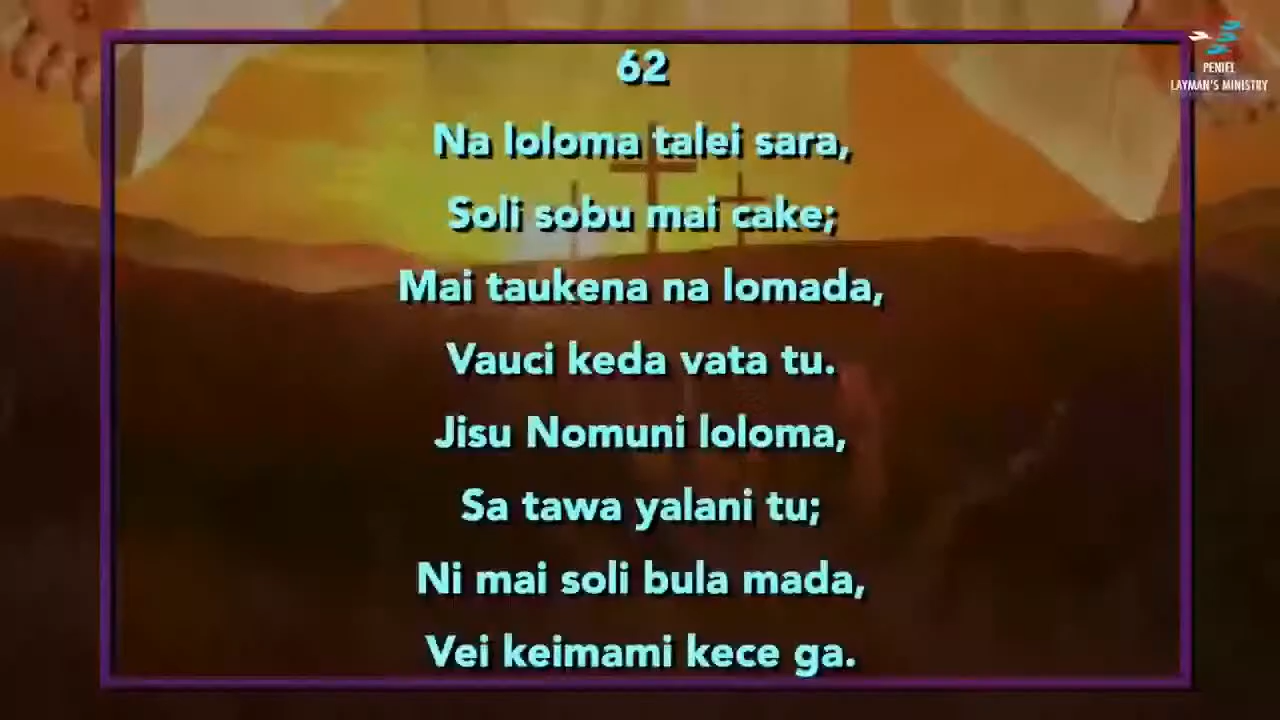 62
Na loloma talei sara,
Soli sobu mai cake;
Mai taukena na lomada,
Vauci keda vata tu.
Jisu Nomuni loloma,
Sa tawa yalani tu;
Ni mai soli bula mada,
Vei keimami kece ga.
PENIEL
LAYMAN'S MINISTRY